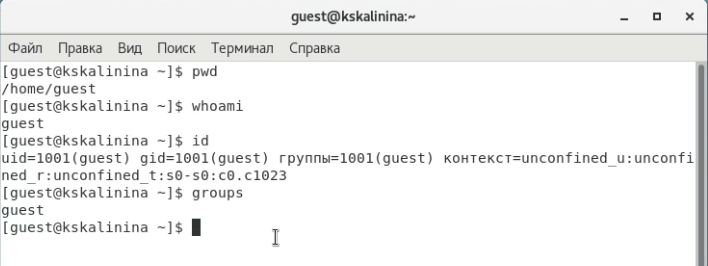 guest@kskalinina:~
Файл Правка Вид Поиск Терминал Справка
[guest@kskalinina ~]$ pwd
/home/guest
[guest@kskalinina ~]$ whoami
guest
[guest@kskalinina ~]$ id
uid=1001(guest) gid=1001(guest) группы=1001(guest) контекст=unconfined_u:unconfi
ned_r:unconfined_t:s0-s0:c0.c1023
[guest@kskalinina ~]$ groups
guest
[guest@kskalinina ~]$